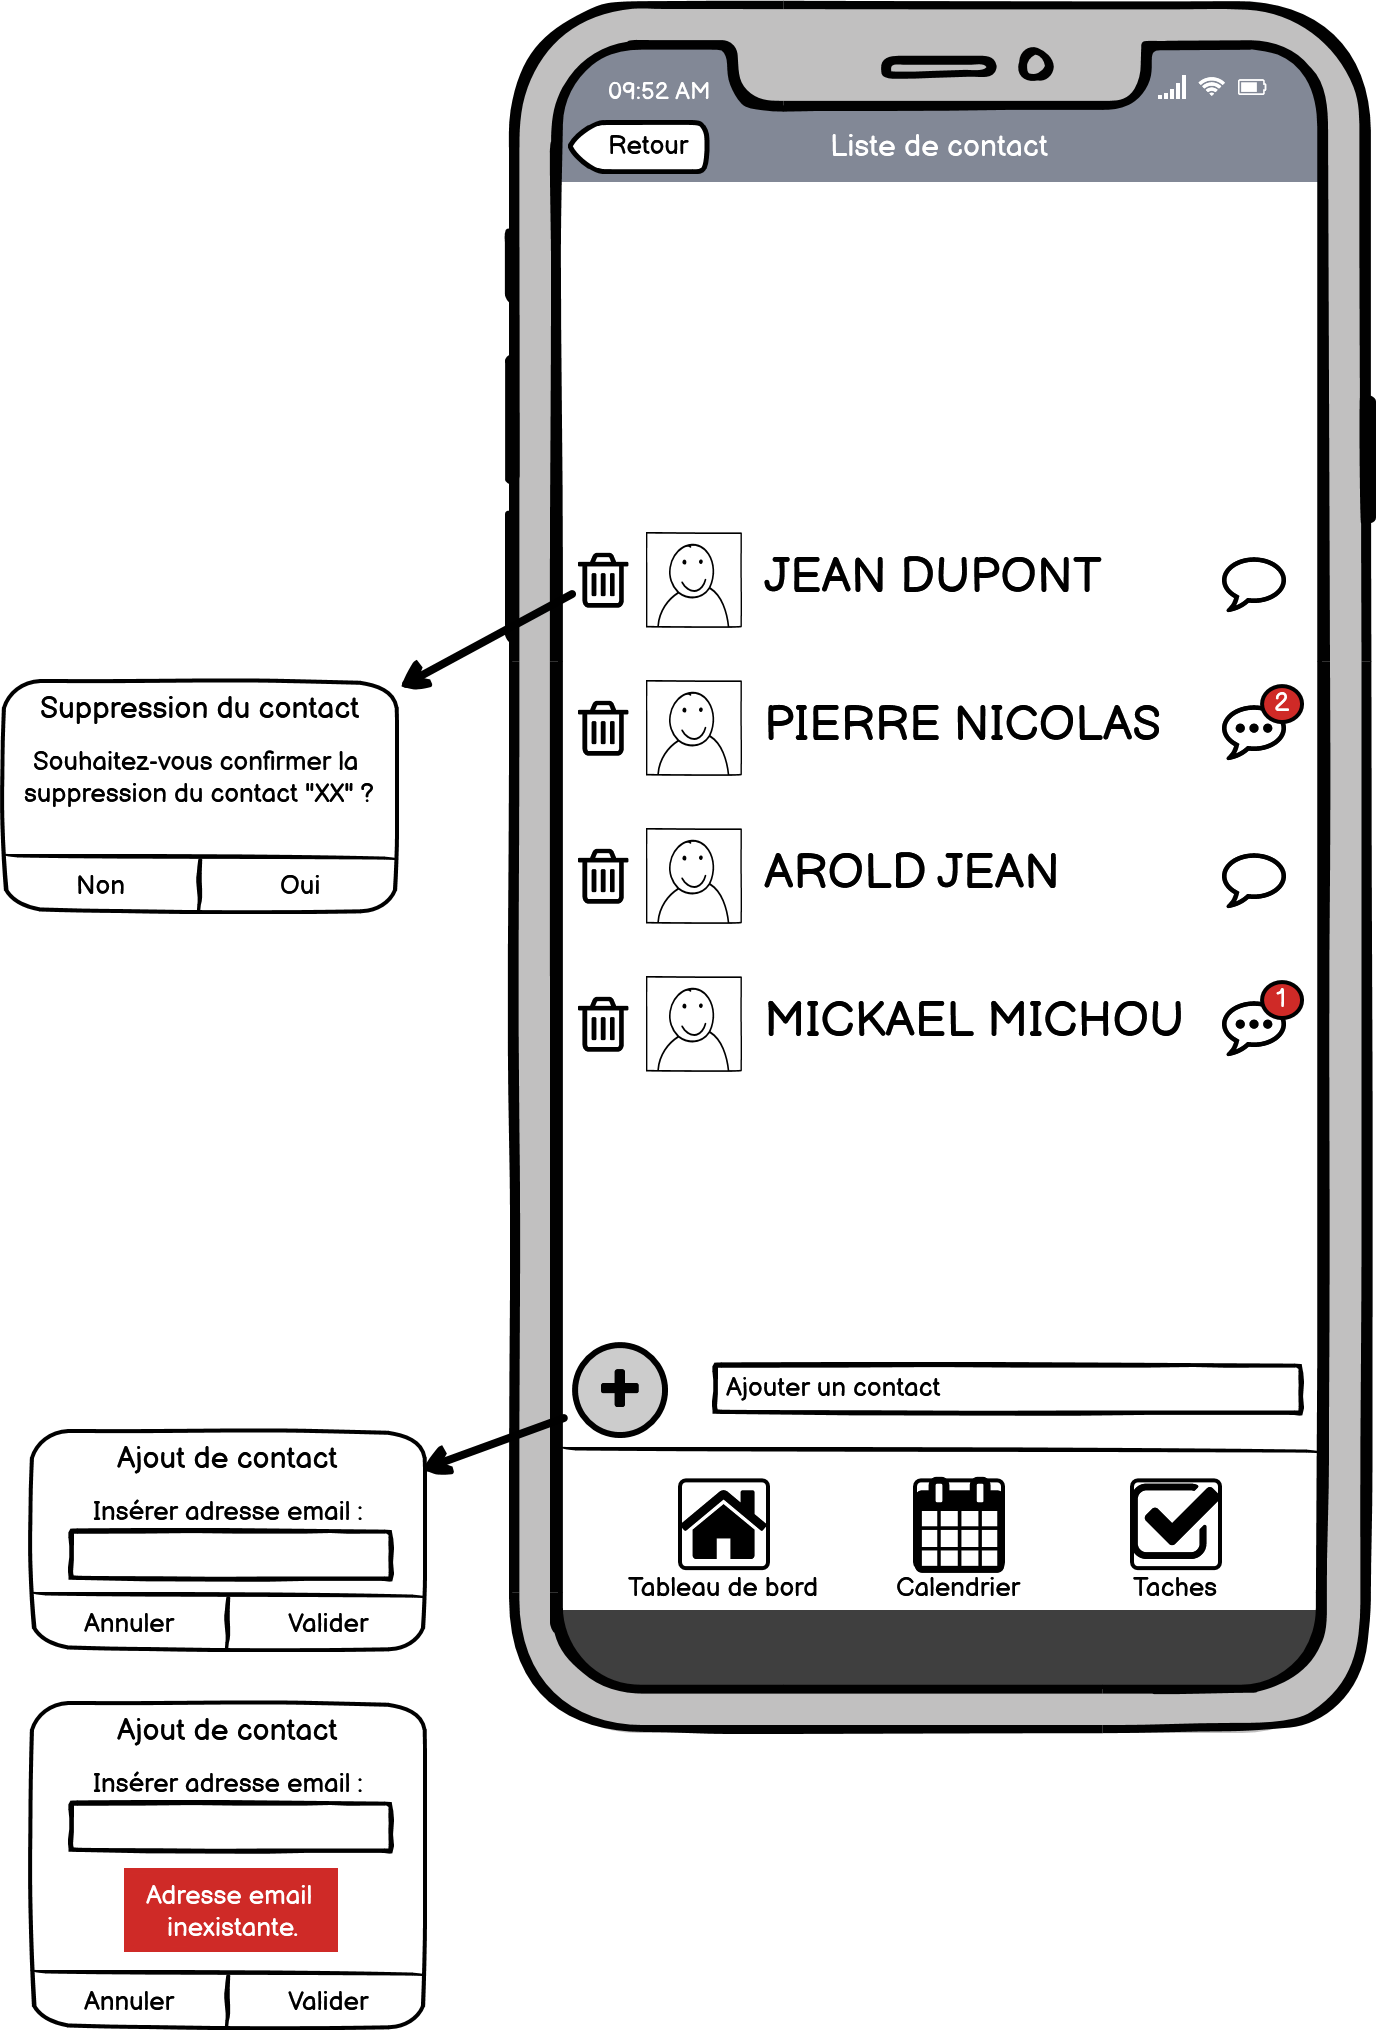 09:52 AM
Retour
Liste de contact
JEAN DUPONT
PIERRE NICOLAS
2
AROLD JEAN
MICKAEL MICHOU
1
Ajouter un contact
Tableau de bord
Calendrier
Taches
Suppression du contact
Souhaitez-vous confirmer la
suppression du contact "XX" ?
Non
Oui
Ajout de contact
Insérer adresse email :
Annuler
Valider
Ajout de contact
Insérer adresse email :
Adresse email
inexistante.
Annuler
Valider